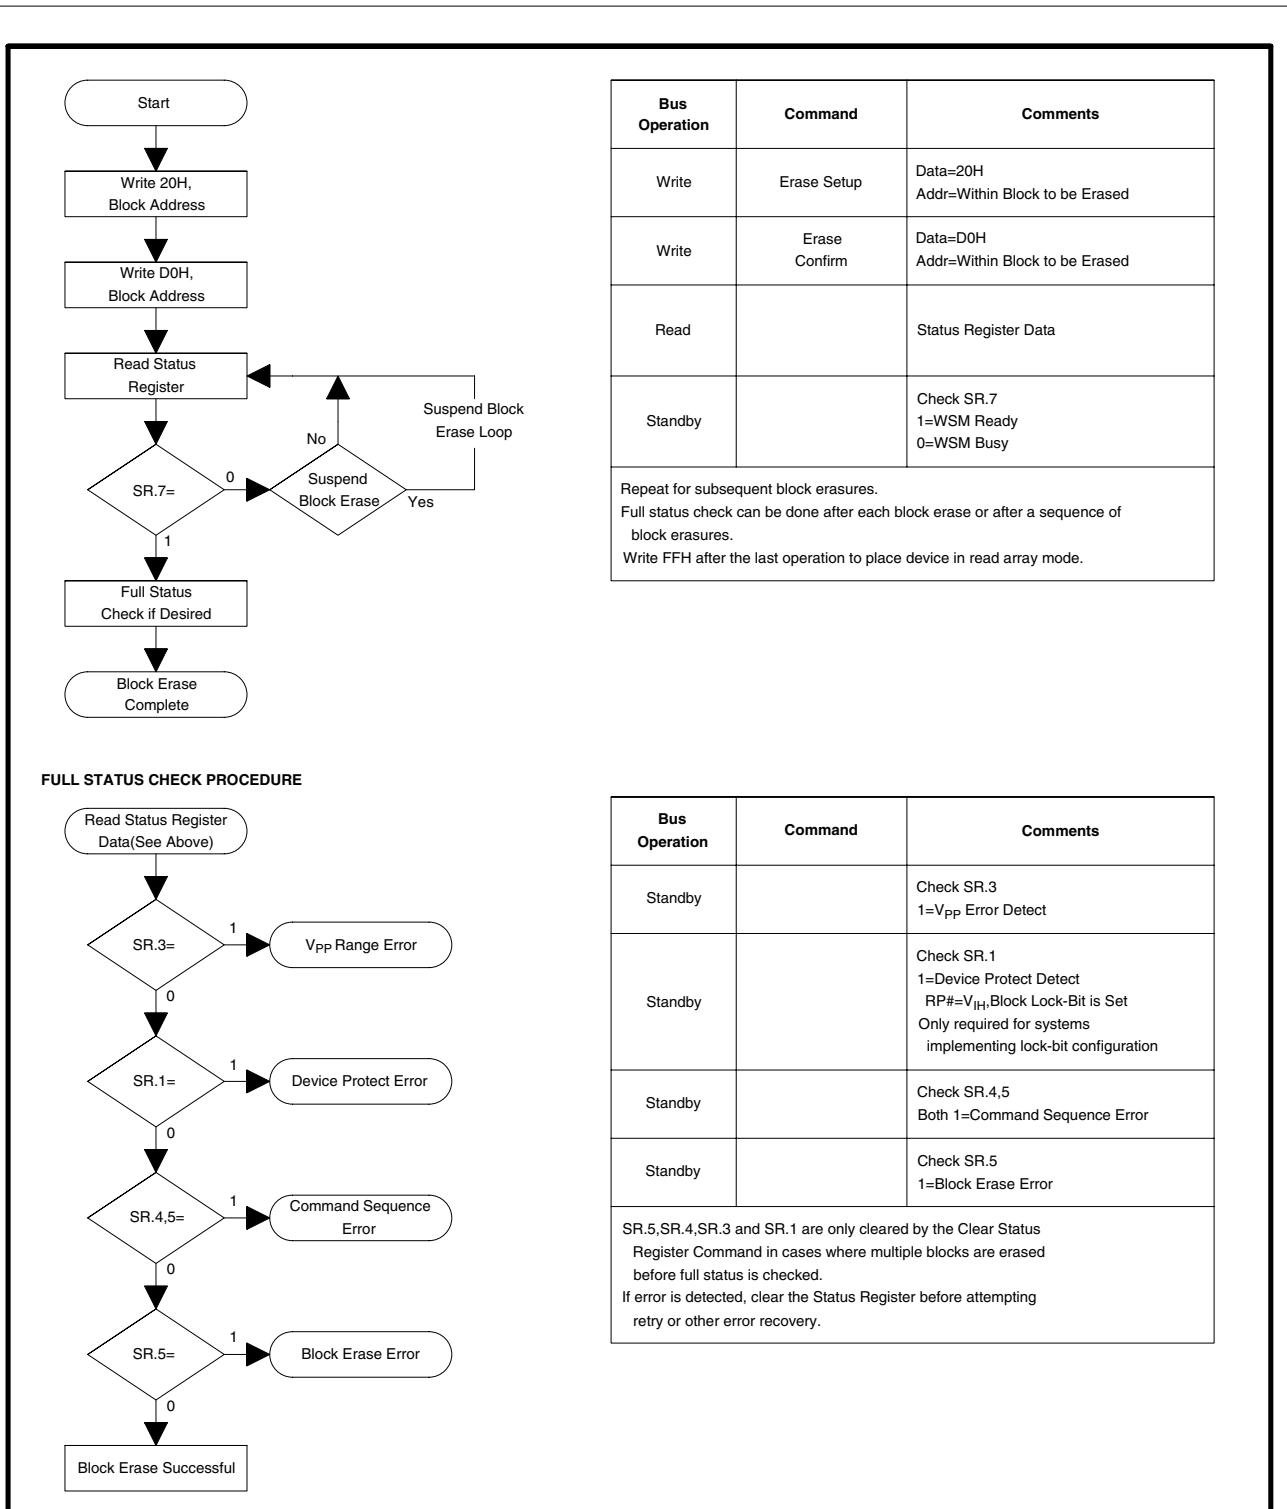 Start
Write 20H,
Block Address
Write D0H,
Block Address
Read Status
Register
Suspend Block
Erase Loop
No
SR.7=
0
Suspend
Block Erase
Yes
1
Full Status
Check if Desired
Block Erase
Complete
Bus
Operation
Command
Comments
Write
Erase Setup
Data=20H
Addr=Within Block to be Erased
Write
Erase
Confirm
Data=D0H
Addr=Within Block to be Erased
Read
Status Register Data
Standby
Check SR.7
1=WSM Ready
0=WSM Busy
Repeat for subsequent block erasures.
Full status check can be done after each block erase or after a sequence of
block erasures.
Write FFH after the last operation to place device in read array mode.
FULL STATUS CHECK PROCEDURE
Read Status Register
Data(See Above)
SR.3=
1
VPP Range Error
0
SR.1=
1
Device Protect Error
0
SR.4,5=
1
Command Sequence
Error
0
SR.5=
1
Block Erase Error
0
Block Erase Successful
Bus
Operation
Command
Comments
Standby
Check SR.3
1=VPP Error Detect
Standby
Check SR.1
1=Device Protect Detect
RP#=VIH,Block Lock-Bit is Set
Only required for systems
implementing lock-bit configuration
Standby
Check SR.4,5
Both 1=Command Sequence Error
Standby
Check SR.5
1=Block Erase Error
SR.5,SR.4,SR.3 and SR.1 are only cleared by the Clear Status
Register Command in cases where multiple blocks are erased
before full status is checked.
If error is detected, clear the Status Register before attempting
retry or other error recovery.